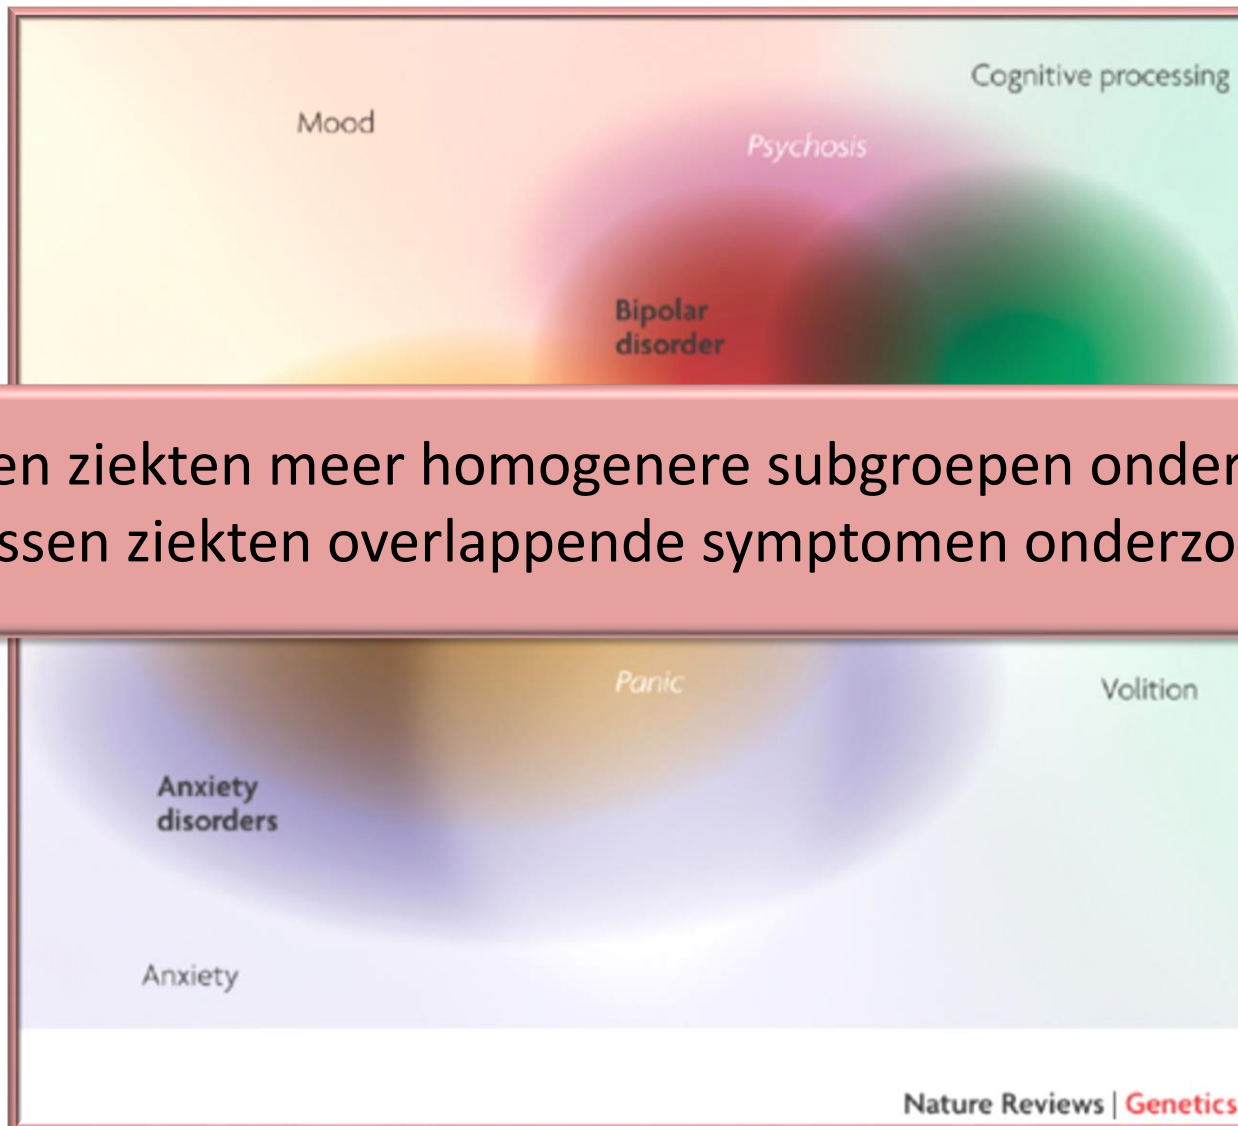 Cognitive processing
Mood
Psychosis
Bipolar
disorder
en ziekten meer homogenere subgroepen onder
ssen ziekten overlappende symptomen onderzo
Panic
Volition
Anxiety
disorders
Anxiety
Nature Reviews | Genetics